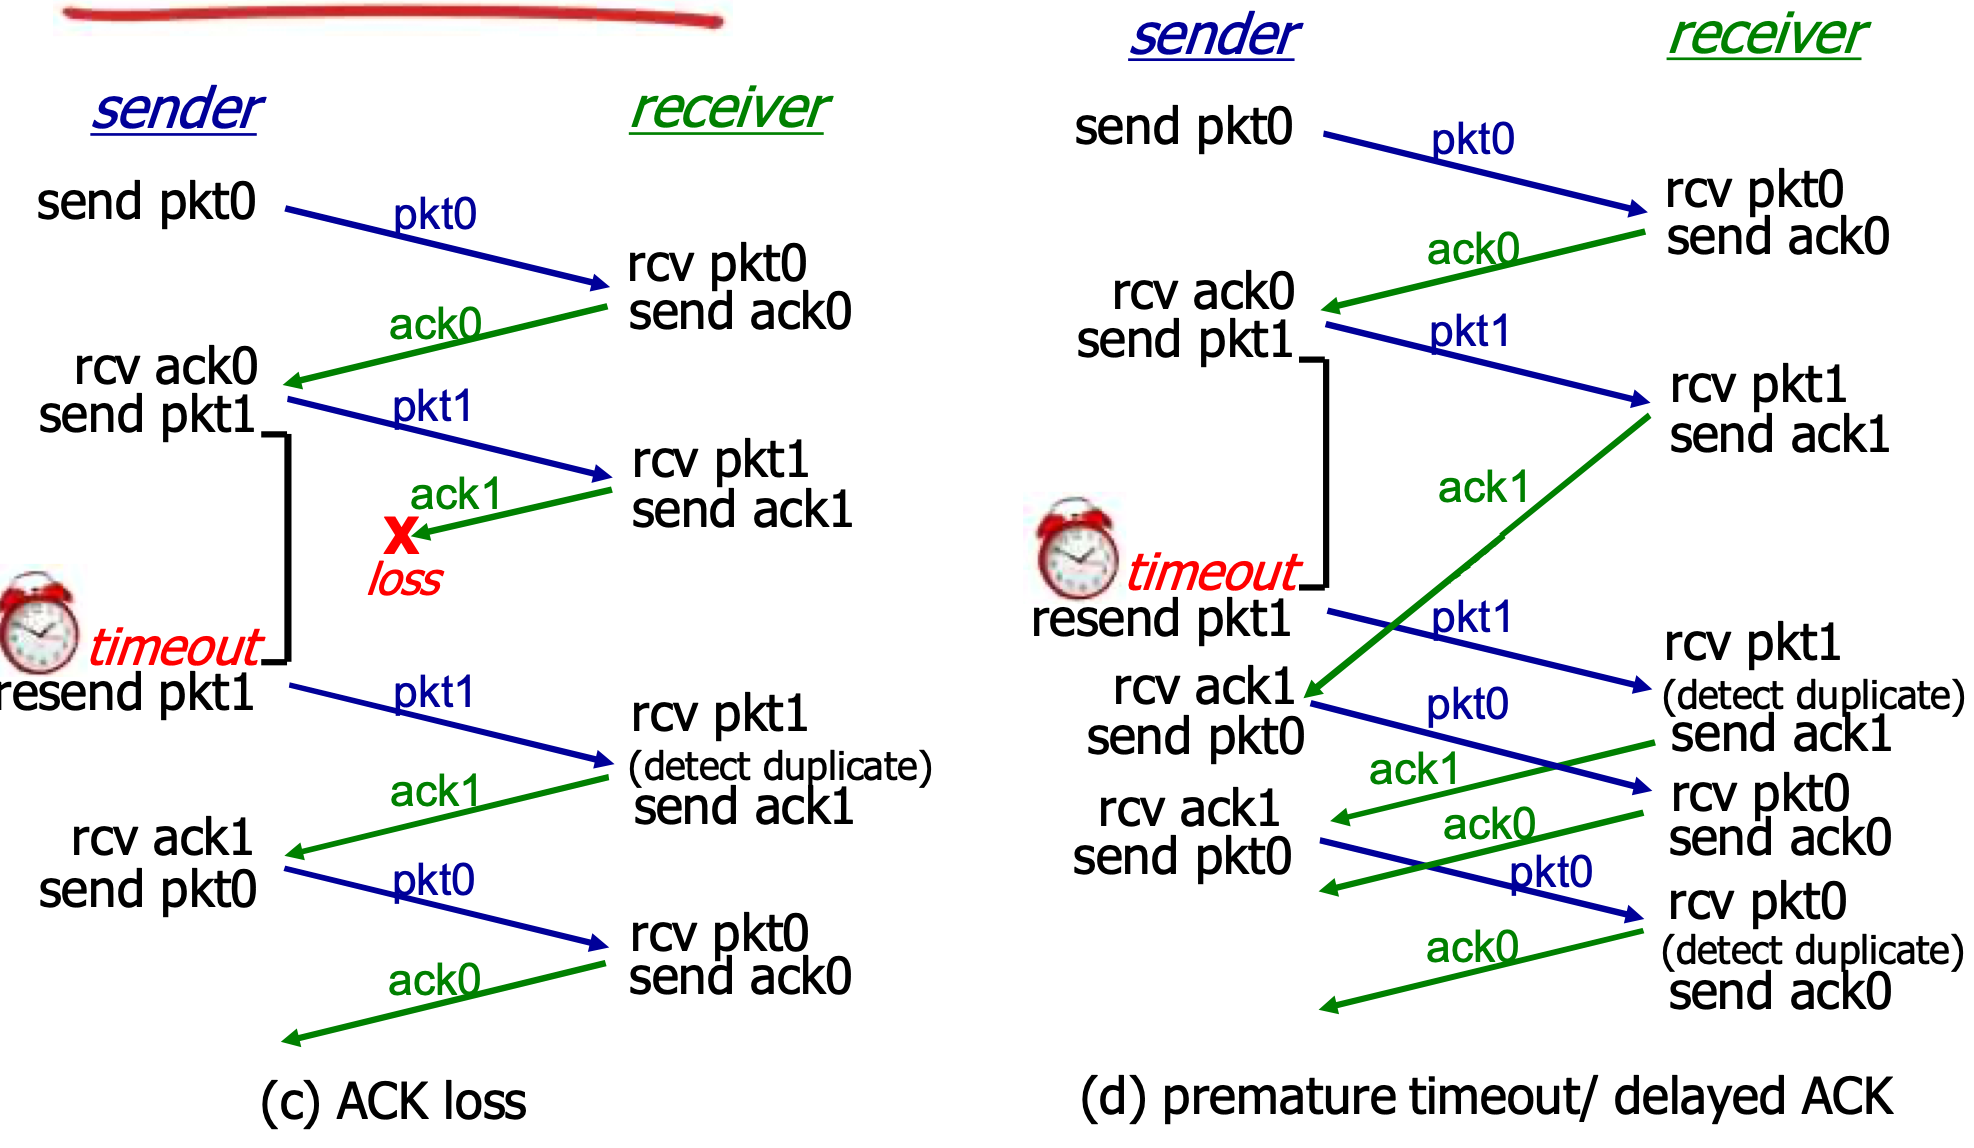 sender
receiver
send pkt0
pkt0
rcv pkt0
send ack0
ack0
rcv ack0
send pkt1
pkt1
rcv pkt1
send ack1
ack1
X
loss
timeout
resend pkt1
pkt1
rcv pkt1
(detect duplicate)
send ack1
ack1
rcv ack1
send pkt0
pkt0
rcv pkt0
send ack0
ack0
(c) ACK loss
sender
receiver
send pkt0
pkt0
rcv pkt0
send ack0
ack0
rcv ack0
send pkt1
pkt1
rcv pkt1
send ack1
ack1
timeout
resend pkt1
pkt1
rcv pkt1
(detect duplicate)
send ack1
rcv ack1
send pkt0
pkt0
ack1
rcv pkt0
send ack0
rcv ack1
send pkt0
ack0
pkt0
rcv pkt0
(detect duplicate)
send ack0
ack0
(d) premature timeout/ delayed ACK